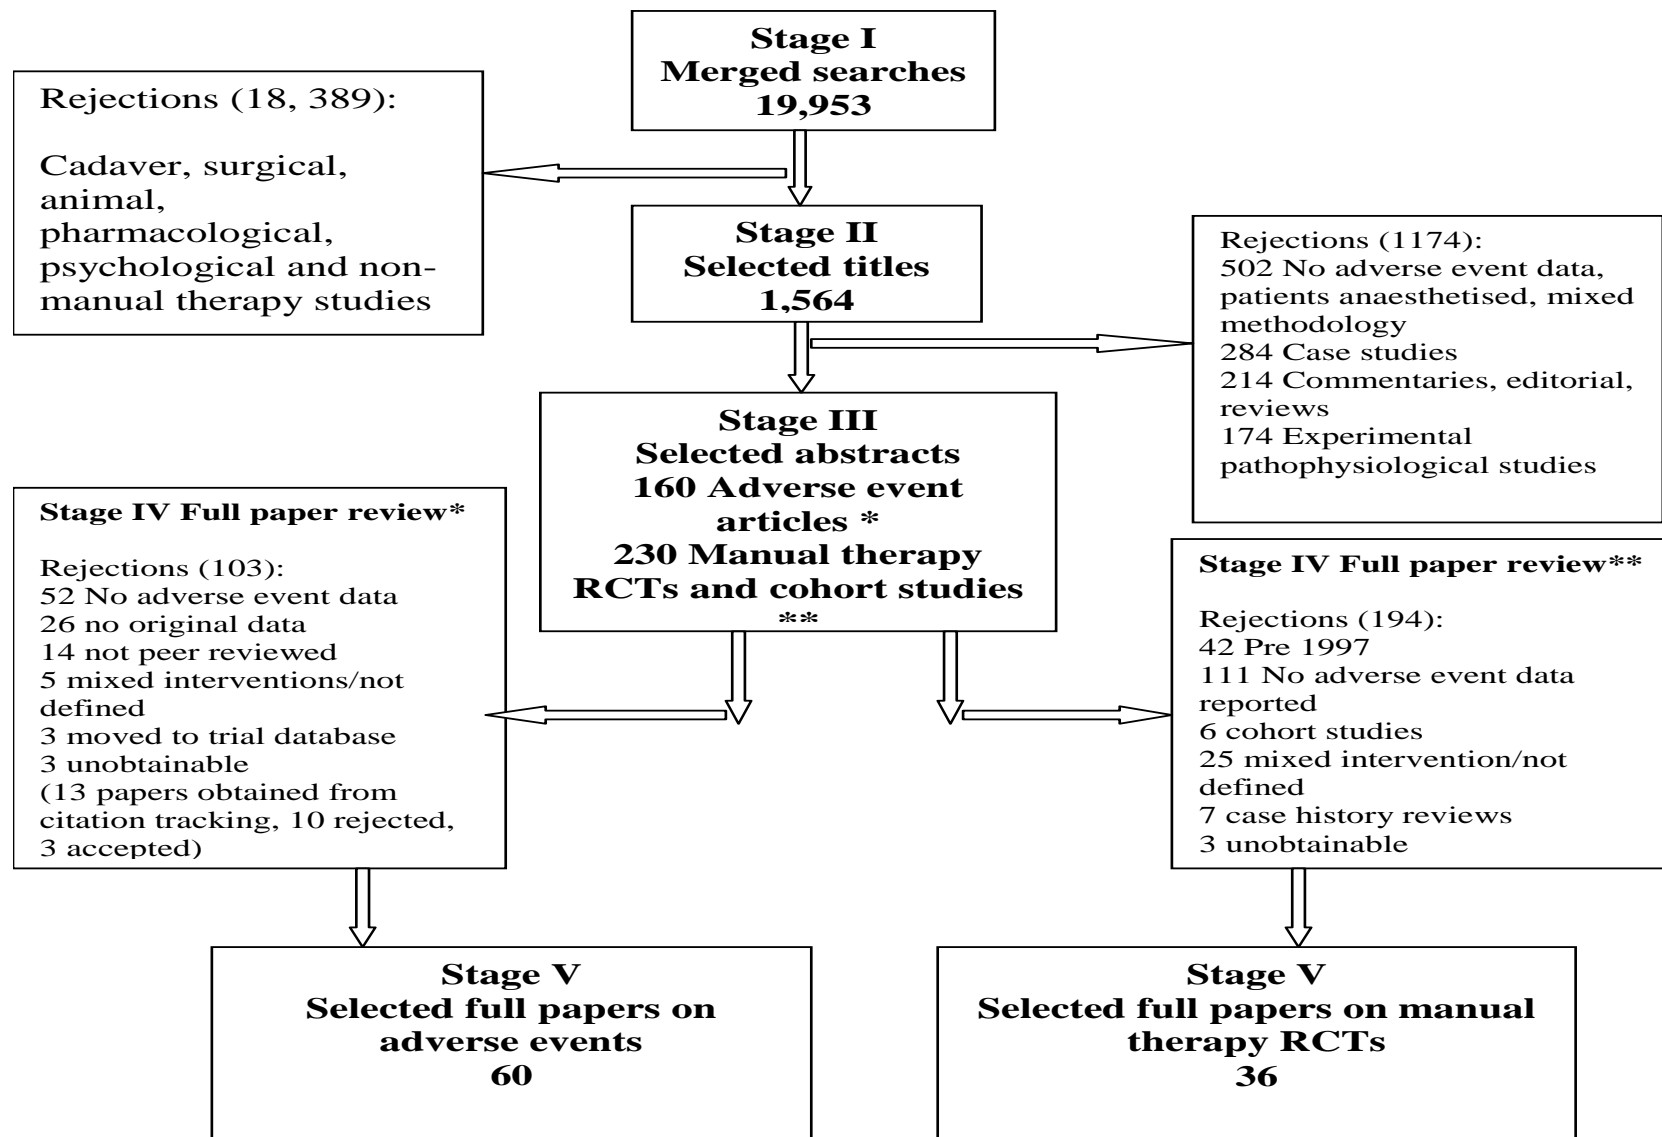 Stage I
Merged searches
19,953
Rejections (18, 389):
Cadaver, surgical,
animal,
pharmacological,
psychological and non-
manual therapy studies
Stage II
Selected titles
1,564
Rejections (1174):
502 No adverse event data,
patients anaesthetised, mixed
methodology
284 Case studies
214 Commentaries, editorial,
reviews
174 Experimental
pathophysiological studies
Stage III
Selected abstracts
160 Adverse event
articles *
230 Manual therapy
RCTs and cohort studies
**
Stage IV Full paper review*
Rejections (103):
52 No adverse event data
26 no original data
14 not peer reviewed
5 mixed interventions/not
defined
3 moved to trial database
3 unobtainable
(13 papers obtained from
citation tracking, 10 rejected,
3 accepted)
Stage IV Full paper review**
Rejections (194):
42 Pre 1997
111 No adverse event data
reported
6 cohort studies
25 mixed intervention/not
defined
7 case history reviews
3 unobtainable
Stage V
Selected full papers on
adverse events
60
Stage V
Selected full papers on manual
therapy RCTs
36